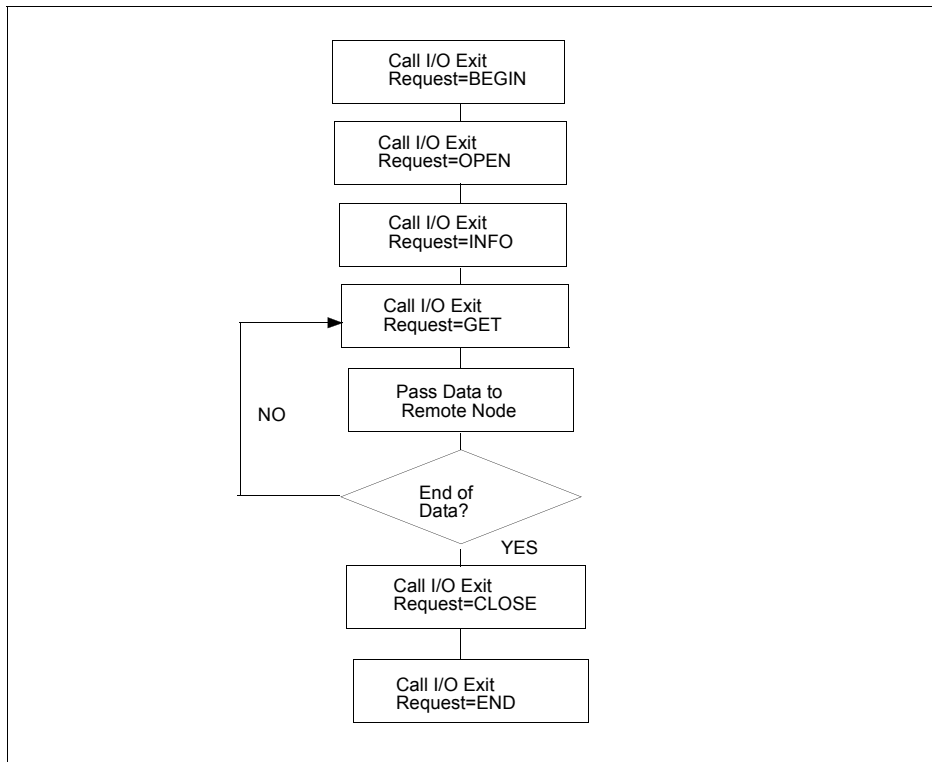 Call I/O Exit
Request=BEGIN
Call I/O Exit
Request=OPEN
Call I/O Exit
Request=INFO
Call I/O Exit
Request=GET
Pass Data to
Remote Node
NO
End of
Data?
YES
Call I/O Exit
Request=CLOSE
Call I/O Exit
Request=END